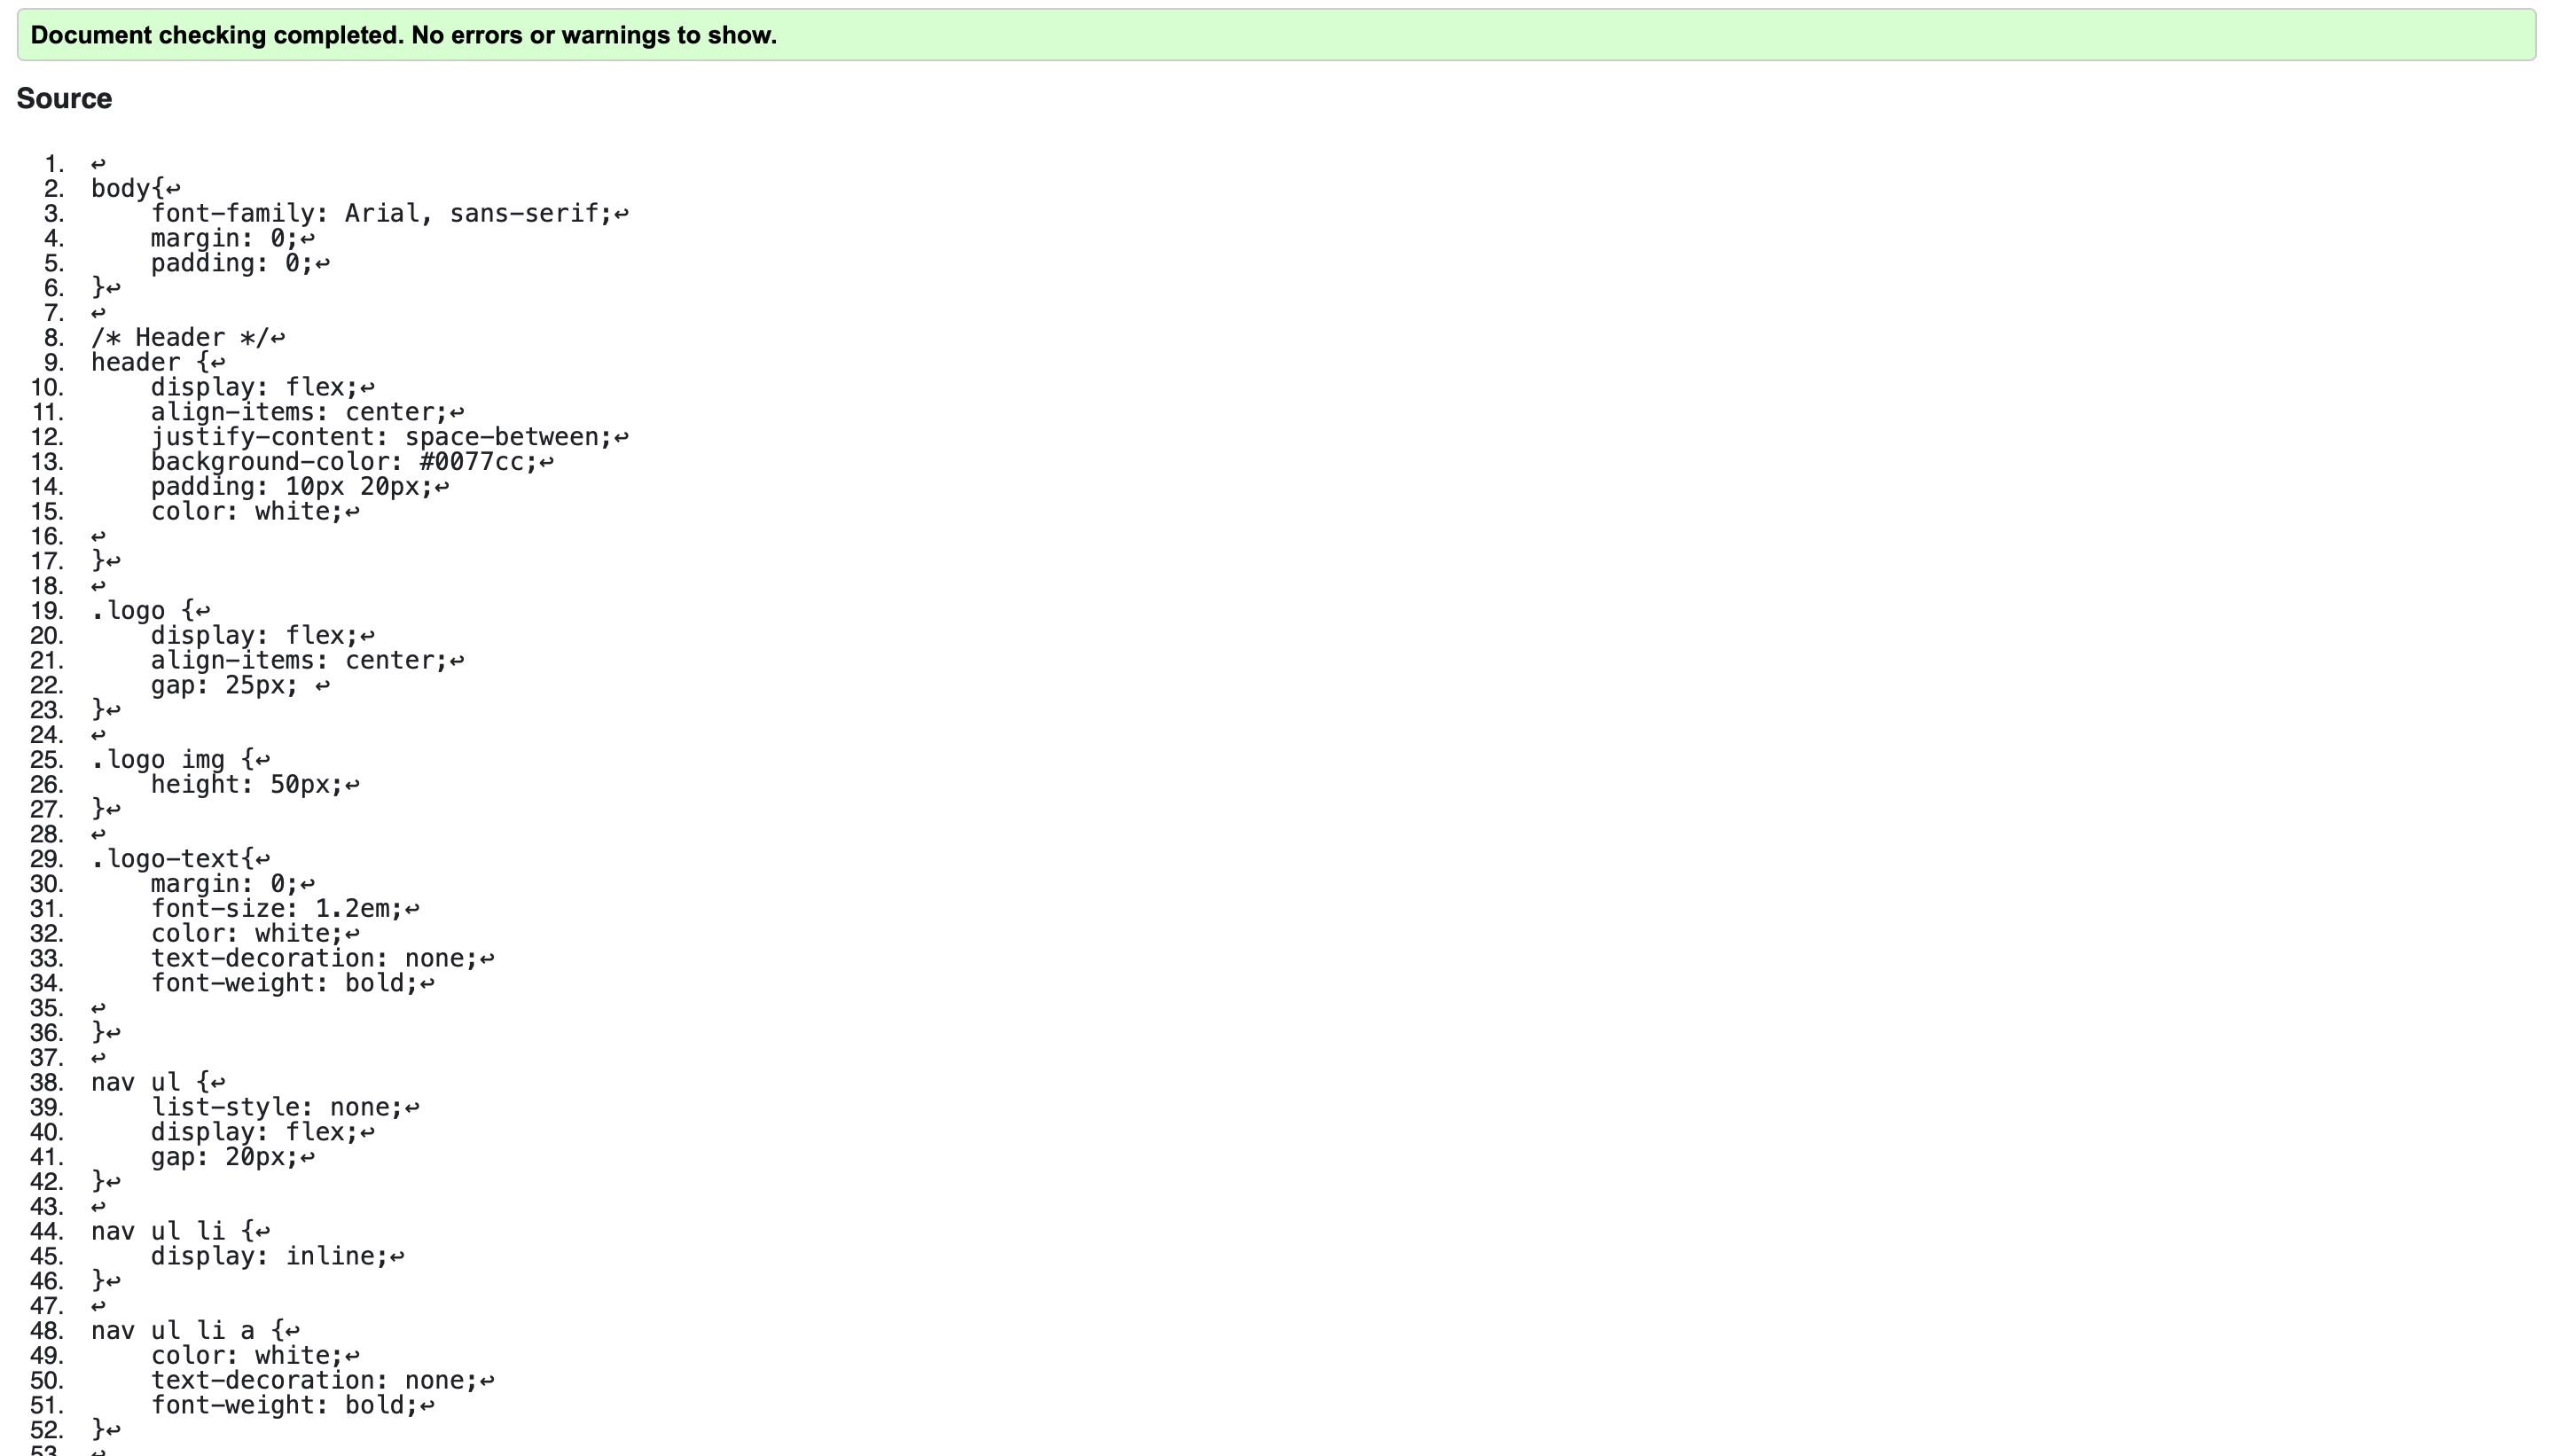 Document checking completed. No errors or warnings to show.
Source
1. ↩
2. body{↩
3.     font-family: Arial, sans-serif;↩
4.     margin: 0;↩
5.     padding: 0;↩
6. }↩
7. ↩
8. /* Header */↩
9. header {↩
10.     display: flex;↩
11.     align-items: center;↩
12.     justify-content: space-between;↩
13.     background-color: #0077cc;↩
14.     padding: 10px 20px;↩
15.     color: white;↩
16. ↩
17. }↩
18. ↩
19. .logo {↩
20.     display: flex;↩
21.     align-items: center;↩
22.     gap: 25px; ↩
23. }↩
24. ↩
25. .logo img {↩
26.     height: 50px;↩
27. }↩
28. ↩
29. .logo-text{↩
30.     margin: 0;↩
31.     font-size: 1.2em;↩
32.     color: white;↩
33.     text-decoration: none;↩
34.     font-weight: bold;↩
35. ↩
36. }↩
37. ↩
38. nav ul {↩
39.     list-style: none;↩
40.     display: flex;↩
41.     gap: 20px;↩
42. }↩
43. ↩
44. nav ul li {↩
45.     display: inline;↩
46. }↩
47. ↩
48. nav ul li a {↩
49.     color: white;↩
50.     text-decoration: none;↩
51.     font-weight: bold;↩
52. }↩
53. ↩